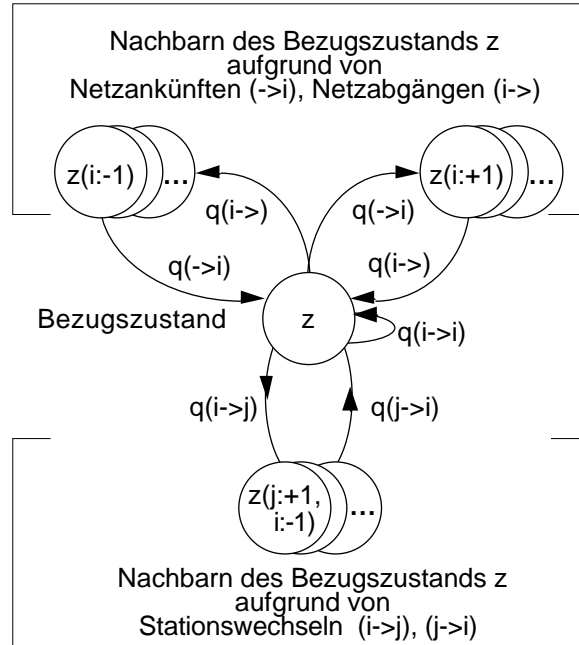 Nachbarn des Bezugszustands z
aufgrund von
Netzankünften (->i), Netzabgängen (i->)
z(i:-1) ... z(i:+1) ...
q(i->) q(->i)
q(->i) q(i->)
Bezugszustand z
q(i->i)
q(i->j) q(j->i)
z(j:+1,
i:-1) ...
Nachbarn des Bezugszustands z
aufgrund von
Stationswechseln (i->j), (j->i)